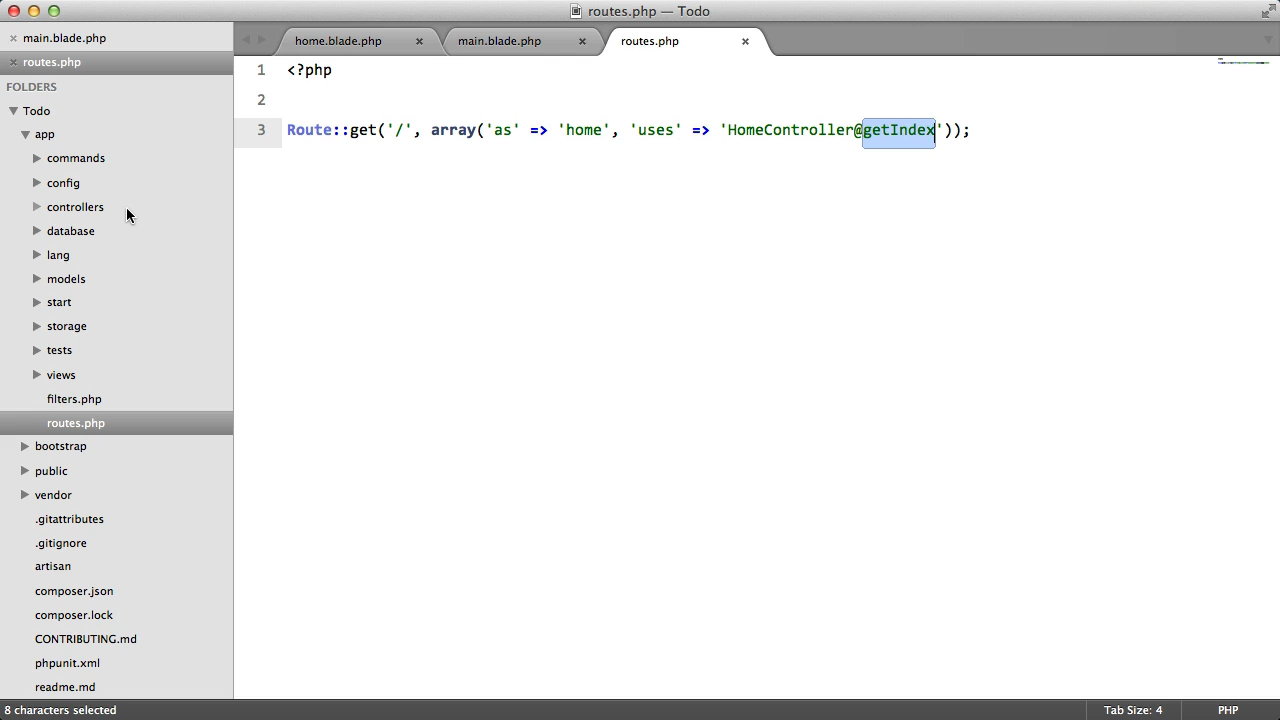 routes.php — Todo
main.blade.php
routes.php
FOLDERS
Todo
app
commands
config
controllers
database
lang
models
start
storage
tests
views
filters.php
routes.php
bootstrap
public
vendor
.gitattributes
.gitignore
artisan
composer.json
composer.lock
CONTRIBUTING.md
phpunit.xml
readme.md
home.blade.php
main.blade.php
routes.php
1 <?php
2
3 Route::get('/', array('as' => 'home', 'uses' => 'HomeController@getIndex'));
8 characters selected
Tab Size: 4
PHP